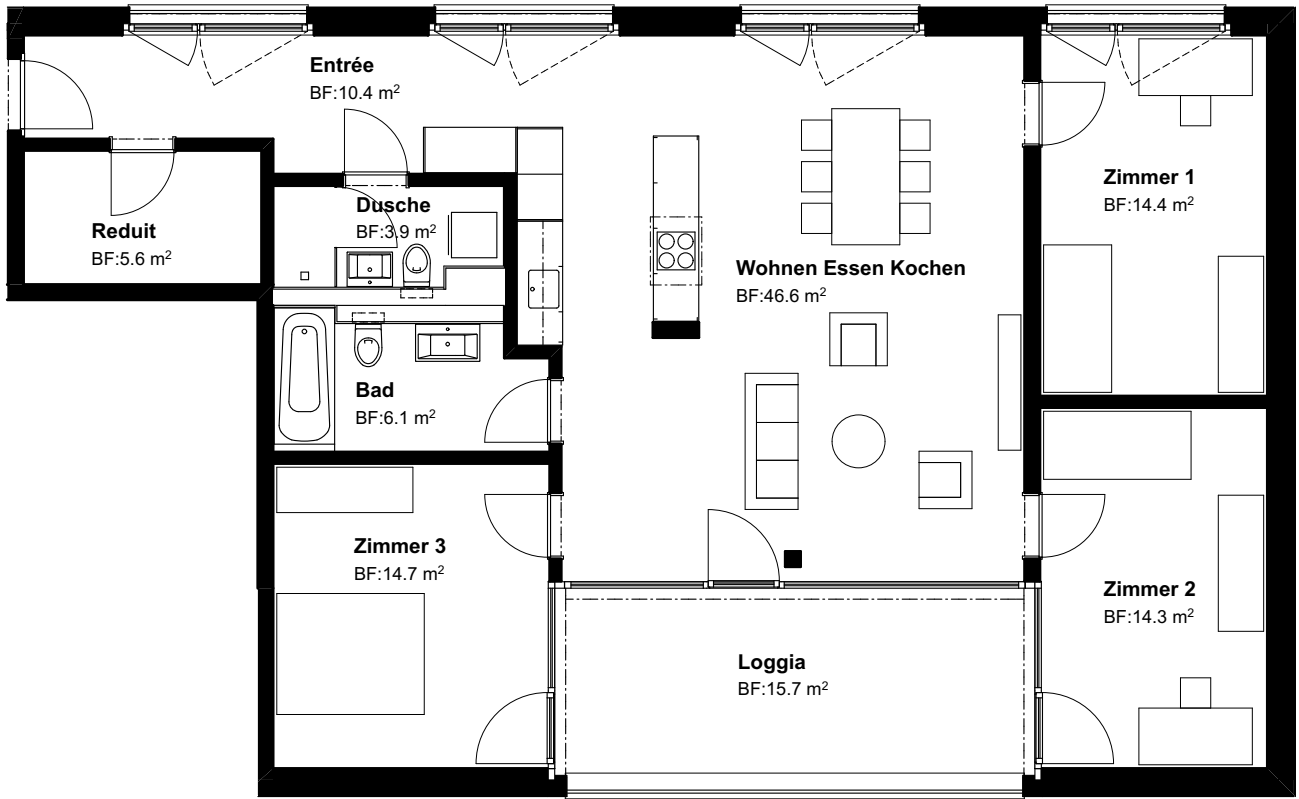 Entrée
BF:10.4 m²
Reduit
BF:5.6 m²
Dusche
BF:3.9 m²
Zimmer 1
BF:14.4 m²
Wohnen Essen Kochen
BF:46.6 m²
Bad
BF:6.1 m²
Zimmer 3
BF:14.7 m²
Zimmer 2
BF:14.3 m²
Loggia
BF:15.7 m²